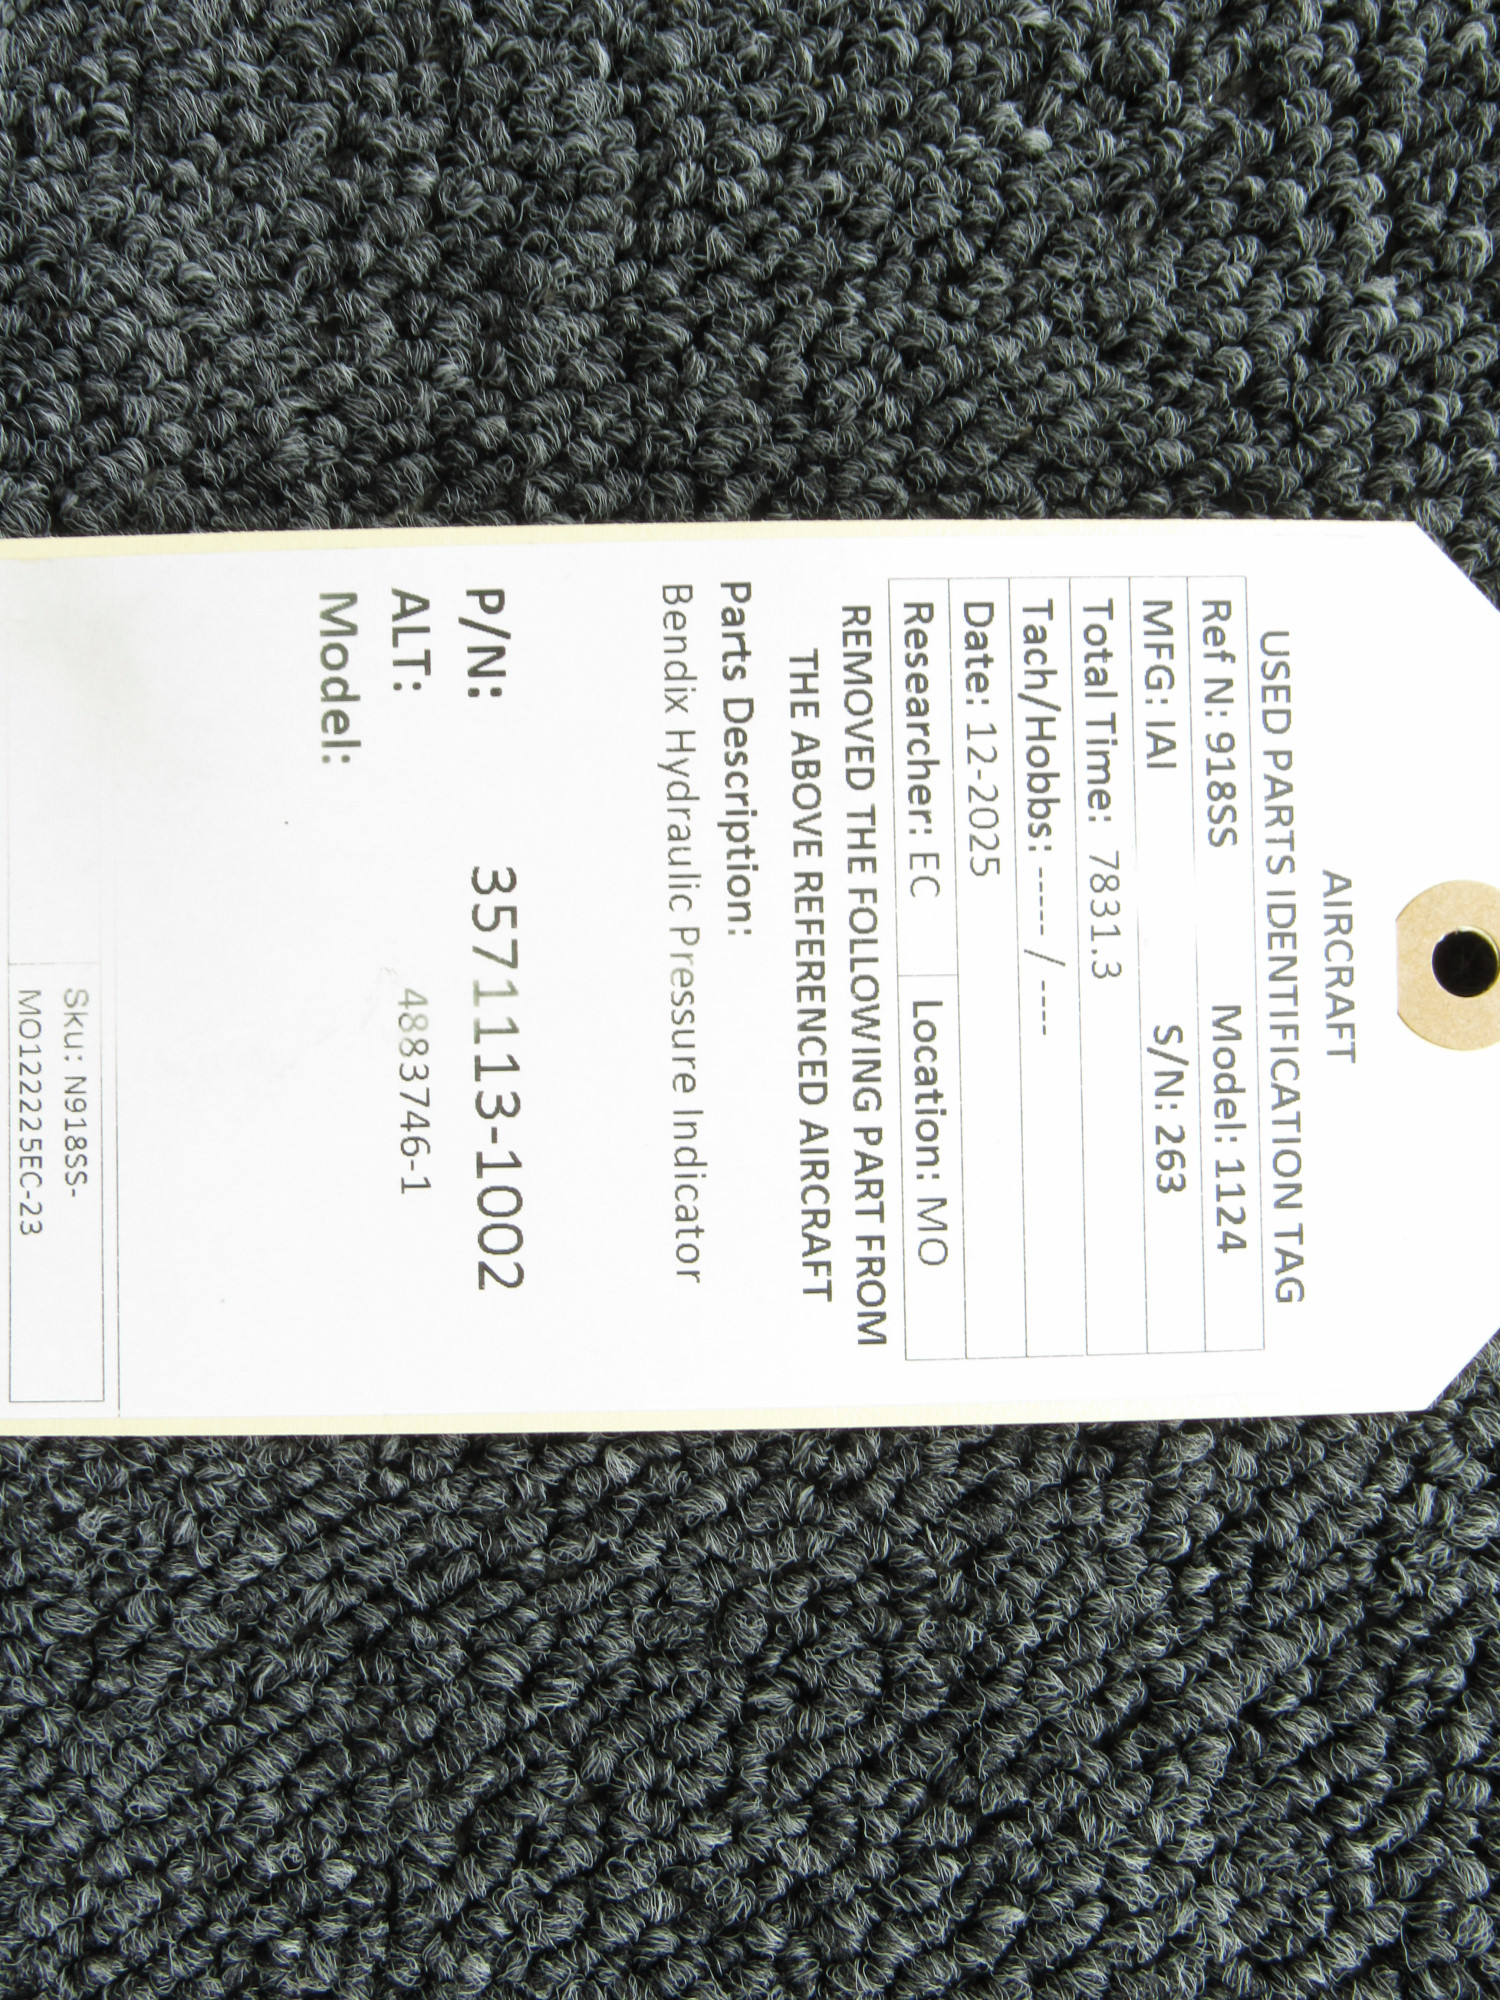 AIRCRAFT
USED PARTS IDENTIFICATION TAG
Ref N: 918SS Model: 1124
MFG: IAI S/N: 263
Total Time: 7831.3
Tach/Hobbs: ----- / ----
Date: 12-2025
Researcher: EC Location: MO
REMOVED THE FOLLOWING PART FROM
THE ABOVE REFERENCED AIRCRAFT
Parts Description:
Bendix Hydraulic Pressure Indicator
P/N: 3571113-1002
ALT: 4883746-1
Model:
Sku: N918SS-
MO122225EC-23